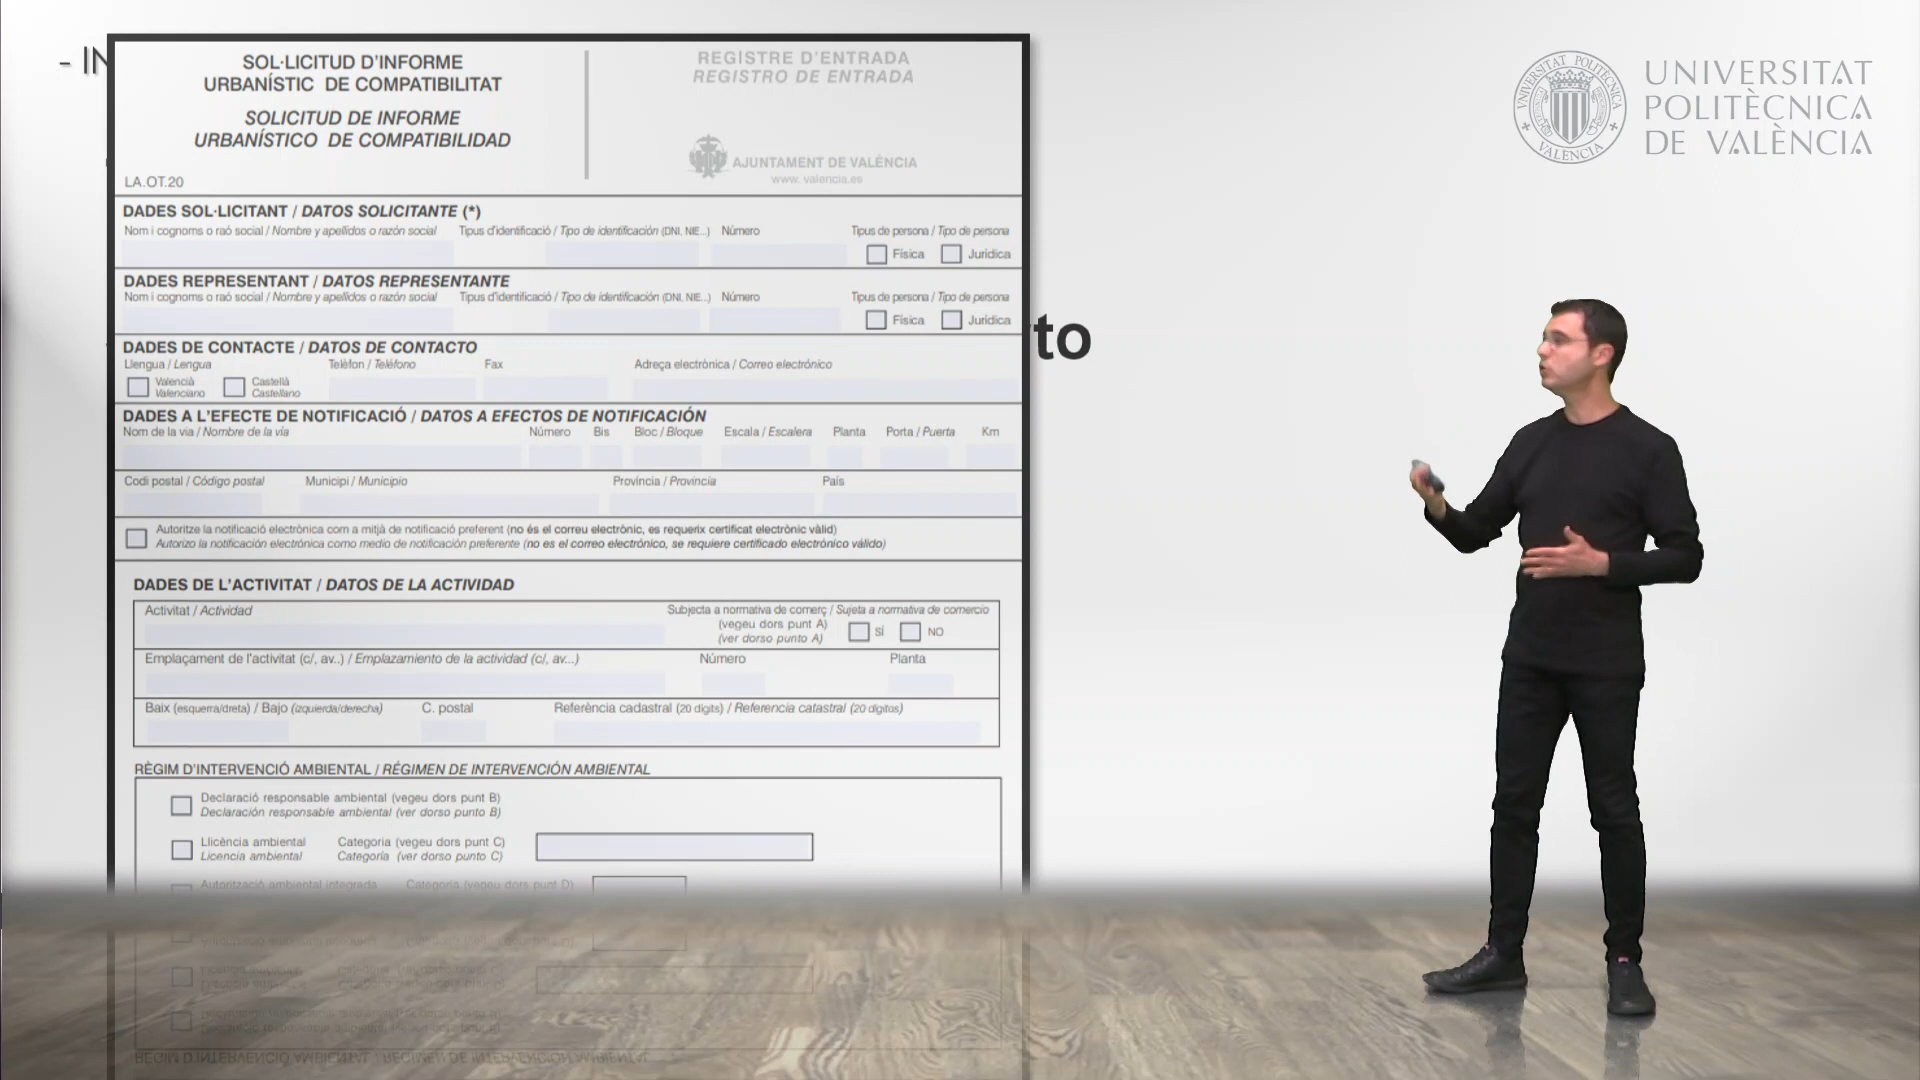 - IN
SOL·LICITUD D'INFORME
URBANÍSTIC DE COMPATIBILITAT
SOLICITUD DE INFORME
URBANÍSTICO DE COMPATIBILIDAD
LA.OT.20
REGISTRE D'ENTRADA
REGISTRO DE ENTRADA
AJUNTAMENT DE VALÈNCIA
www. valencia.es
UNIVERSITAT
POLITÈCNICA
DE VALÈNCIA
DADES SOL·LICITANT / DATOS SOLICITANTE (*)
Nom i cognoms o raó social / Nombre y apellidos o razón social Tipus d'identificació / Tipo de identificación (DNI, NIE...) Número Tipus de persona / Tipo de persona
Física Jurídica
DADES REPRESENTANT / DATOS REPRESENTANTE
Nom i cognoms o raó social / Nombre y apellidos o razón social Tipus d'identificació / Tipo de identificación (DNI, NIE...) Número Tipus de persona / Tipo de persona
Física Jurídica
to
DADES DE CONTACTE / DATOS DE CONTACTO
Llengua / Lengua Telèfon / Teléfono Fax Adreça electrònica / Correo electrónico
Valencià Castellà
Valenciano Castellano
DADES A L'EFECTE DE NOTIFICACIÓ / DATOS A EFECTOS DE NOTIFICACIÓN
Nom de la via / Nombre de la vía Número Bis Bloc / Bloque Escala / Escalera Planta Porta / Puerta Km
Codi postal / Código postal Municipi / Municipio Província / Provincia País
Autoritze la notificació electrònica com a mitjà de notificació preferent (no és el correu electrònic, es requerix certificat electrònic vàlid)
Autorizo la notificación electrónica como medio de notificación preferente (no es el correo electrónico, se requiere certificado electrónico válido)
DADES DE L'ACTIVITAT / DATOS DE LA ACTIVIDAD
Activitat / Actividad Subjecta a normativa de comerç / Sujeta a normativa de comercio
(vegeu dors punt A) SÍ NO
(ver dorso punto A)
Emplaçament de l'activitat (c/, av..) / Emplazamiento de la actividad (c/, av...) Número Planta
Baix (esquerra/dreta) / Bajo (izquierda/derecha) C. postal Referència cadastral (20 dígits) / Referencia catastral (20 dígitos)
RÈGIM D'INTERVENCIÓ AMBIENTAL / RÉGIMEN DE INTERVENCIÓN AMBIENTAL
Declaració responsable ambiental (vegeu dors punt B)
Declaración responsable ambiental (ver dorso punto B)
Llicència ambiental Categoria (vegeu dors punt C)
Licencia ambiental Categoría (ver dorso punto C)
Autorització ambiental integrada Categoria (vegeu dors punt D)